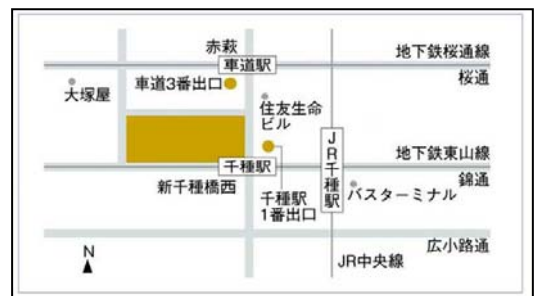 赤萩
地下鉄桜通線
車道駅
桜通
車道3番出口
大塚屋
住友生命
ビル
JR千種駅
地下鉄東山線
千種駅
錦通
新千種橋西
千種駅
1番出口
バスターミナル
広小路通
N
JR中央線